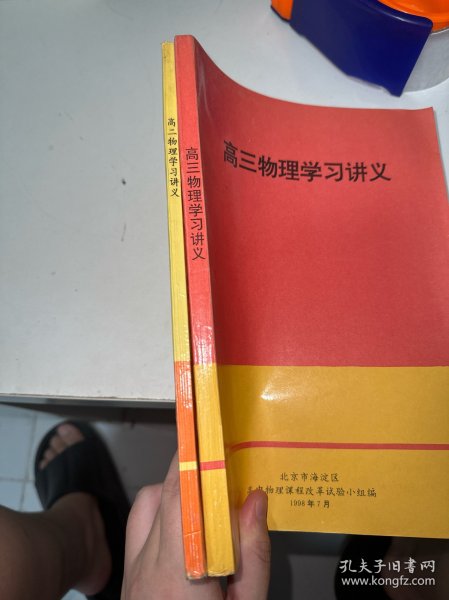 高二物理学习讲义
高三物理学习讲义
高三物理学习讲义
北京市海淀区
高中物理课程改革试验小组编
1998年7月
孔夫子旧书网
www.kongfz.com